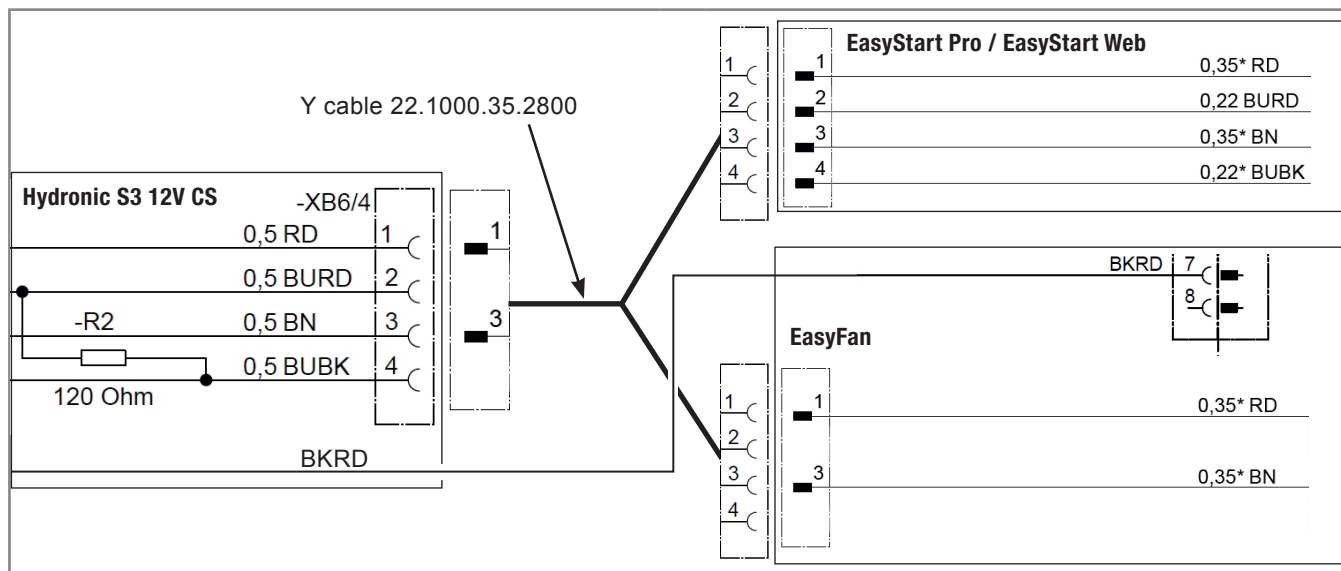 EasyStart Pro / EasyStart Web
1
2
3
4
1
2
3
4
0,35* RD
0,22 BURD
0,35* BN
0,22* BUBK
Y cable 22.1000.35.2800
Hydronic S3 12V CS
-XB6/4
0,5 RD
1
0,5 BURD
2
-R2
0,5 BN
3
0,5 BUBK
4
120 Ohm
BKRD
1
3
BKRD
7
8
EasyFan
1
2
3
4
1
3
0,35* RD
0,35* BN